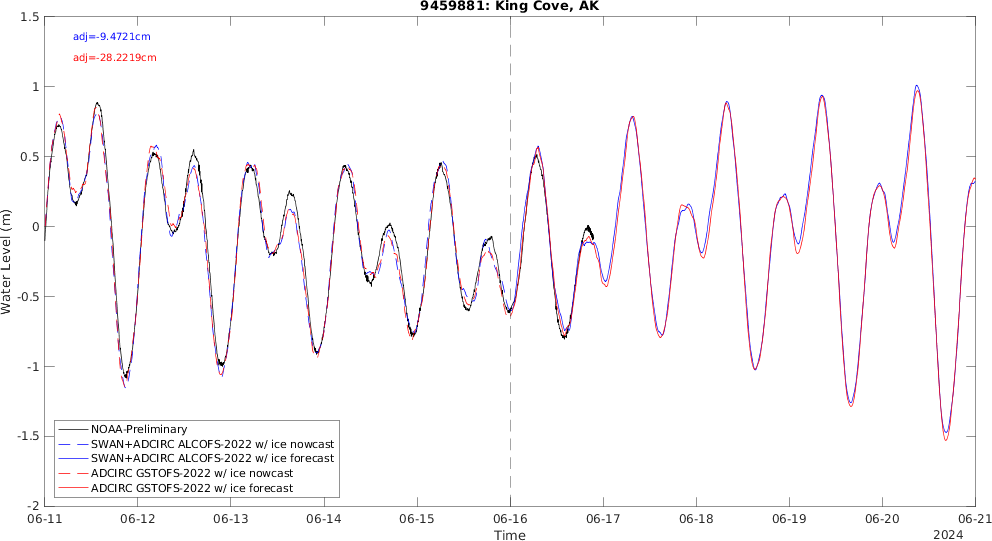 9459881: King Cove, AK
adj=-9.4721cm
adj=-28.2219cm
1.5
1
0.5
0
-0.5
-1
-1.5
-2
Water Level (m)
NOAA-Preliminary
SWAN+ADCIRC ALCOFS-2022 w/ ice nowcast
SWAN+ADCIRC ALCOFS-2022 w/ ice forecast
ADCIRC GSTOFS-2022 w/ ice nowcast
ADCIRC GSTOFS-2022 w/ ice forecast
06-11 06-12 06-13 06-14 06-15 06-16 06-17 06-18 06-19 06-20 06-21
Time
2024